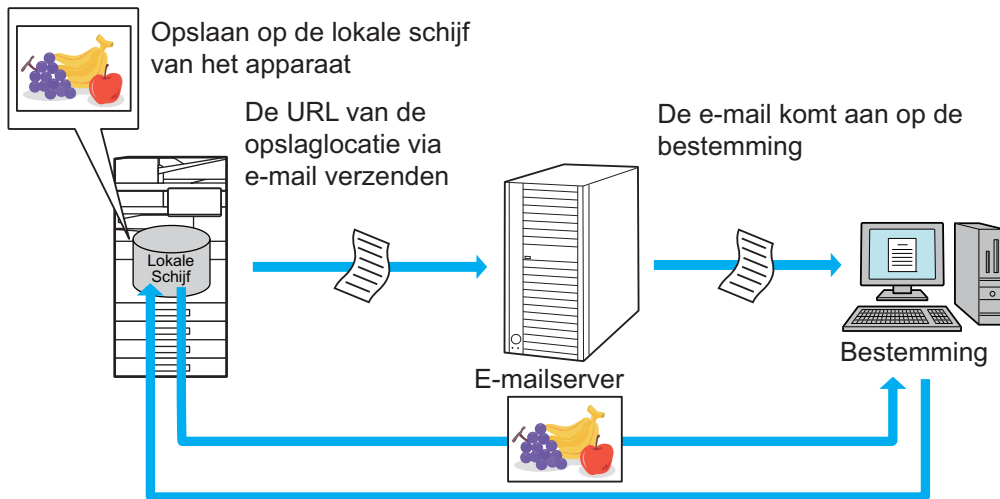 Opslaan op de lokale schijf
van het apparaat
De URL van de
opslaglocatie via
e-mail verzenden
De e-mail komt aan op de
bestemming
Lokale
Schijf
E-mailserver
Bestemming